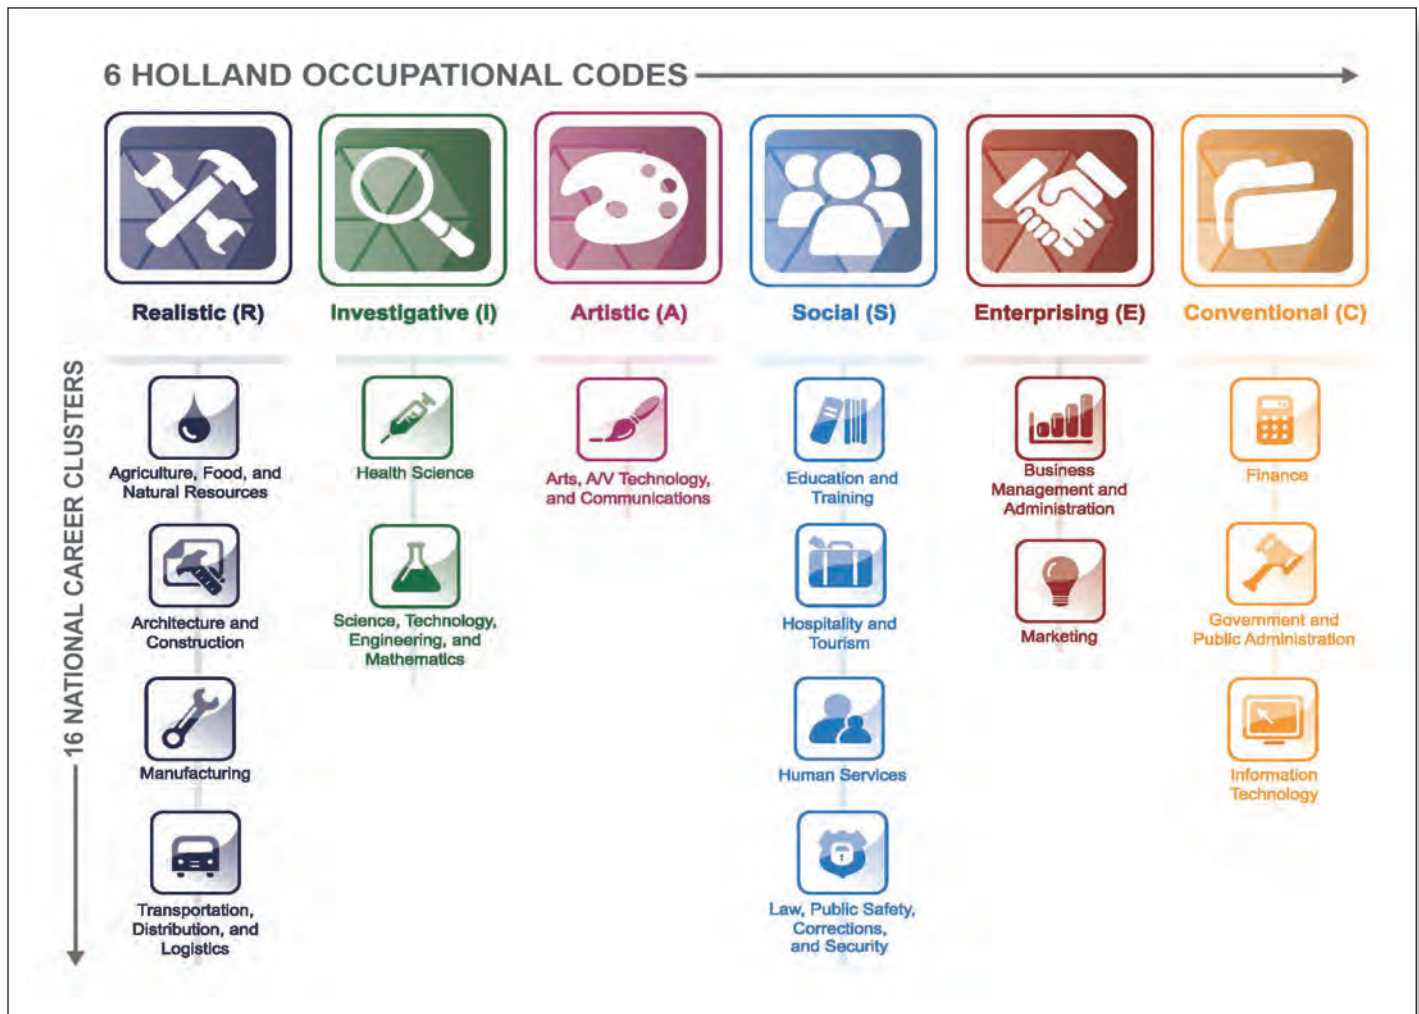 6 HOLLAND OCCUPATIONAL CODES
Realistic (R)
Investigative (I)
Artistic (A)
Social (S)
Enterprising (E)
Conventional (C)
16 NATIONAL CAREER CLUSTERS
Agriculture, Food, and
Natural Resources
Architecture and
Construction
Manufacturing
Transportation,
Distribution, and
Logistics
Health Science
Science, Technology,
Engineering, and
Mathematics
Arts, A/V Technology,
and Communications
Education and
Training
Hospitality and
Tourism
Human Services
Law, Public Safety,
Corrections,
and Security
Business
Management and
Administration
Marketing
Finance
Government and
Public Administration
Information
Technology